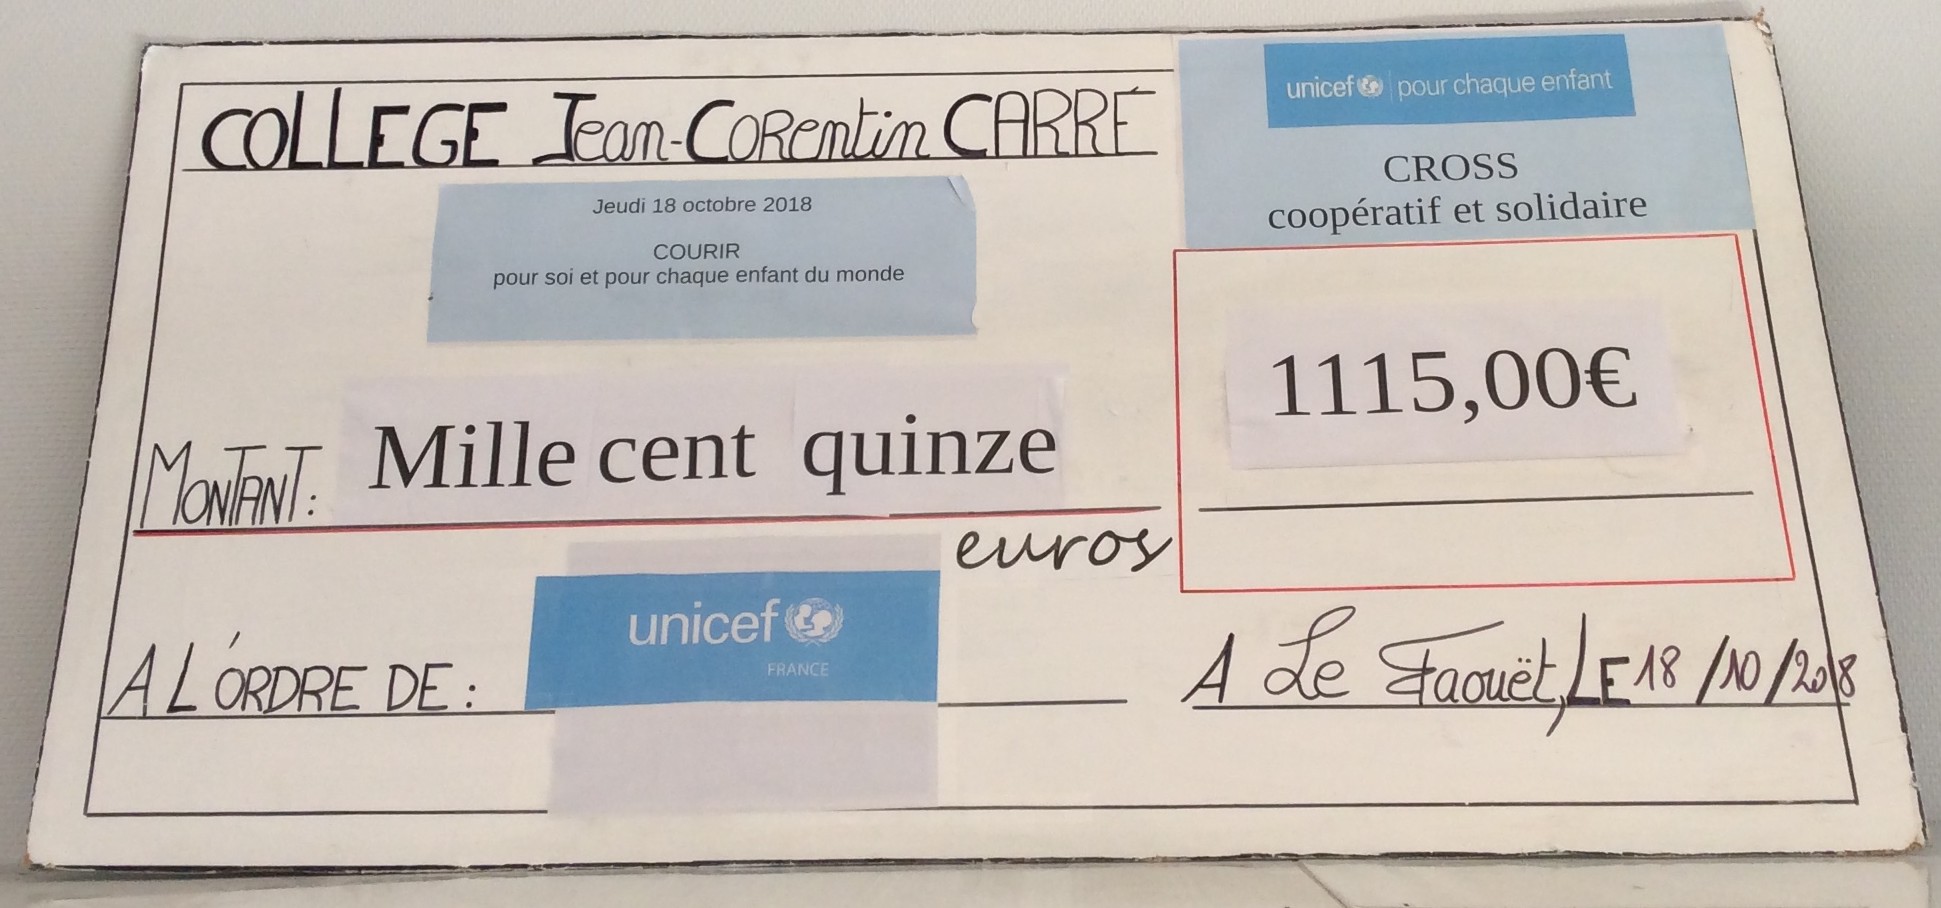 COLLEGE Jean-Corentin CARRÉ
unicef pour chaque enfant
CROSS
coopératif et solidaire
Jeudi 18 octobre 2018
COURIR
pour soi et pour chaque enfant du monde
1115,00€
MONTANT: Mille cent quinze
euros
A L'ORDRE DE: unicef
FRANCE
A Le Faouët, LE 18/10/2018